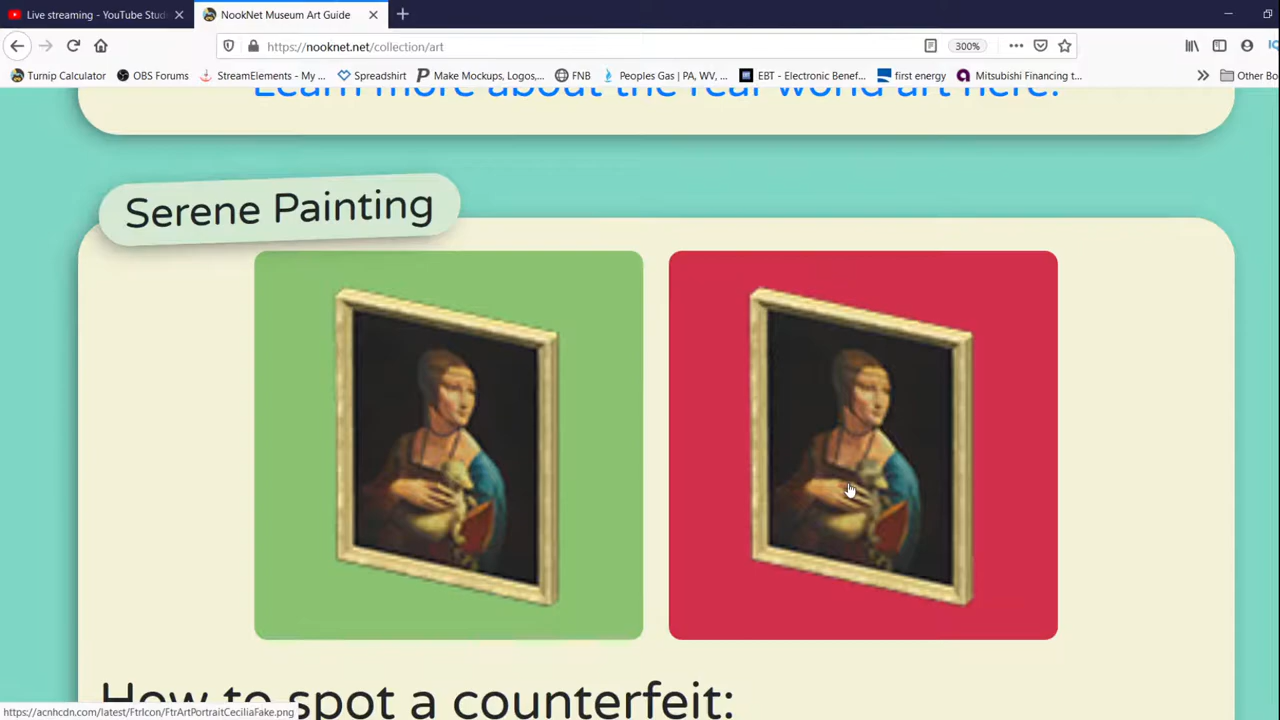 Live streaming - YouTube Stud
NookNet Museum Art Guide
https://nooknet.net/collection/art
300%
Turnip Calculator
OBS Forums
StreamElements - My ...
Spreadshirt
Make Mockups, Logos,...
FNB
Peoples Gas | PA, WV, ...
EBT - Electronic Benef...
first energy
Mitsubishi Financing t...
Other Bo
Learn more about the real world art here.
Serene Painting
How to spot a counterfeit:
https://acnhcdn.com/latest/FtrIcon/FtrArtPortraitCeciliaFake.png